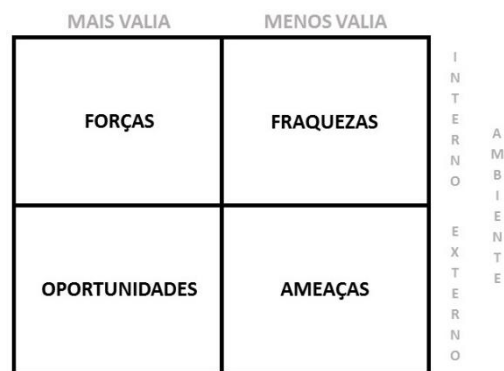 MAIS VALIA
MENOS VALIA
FORÇAS
FRAQUEZAS
OPORTUNIDADES
AMEAÇAS
INTERNO
EXTERNO
AMBIENTE